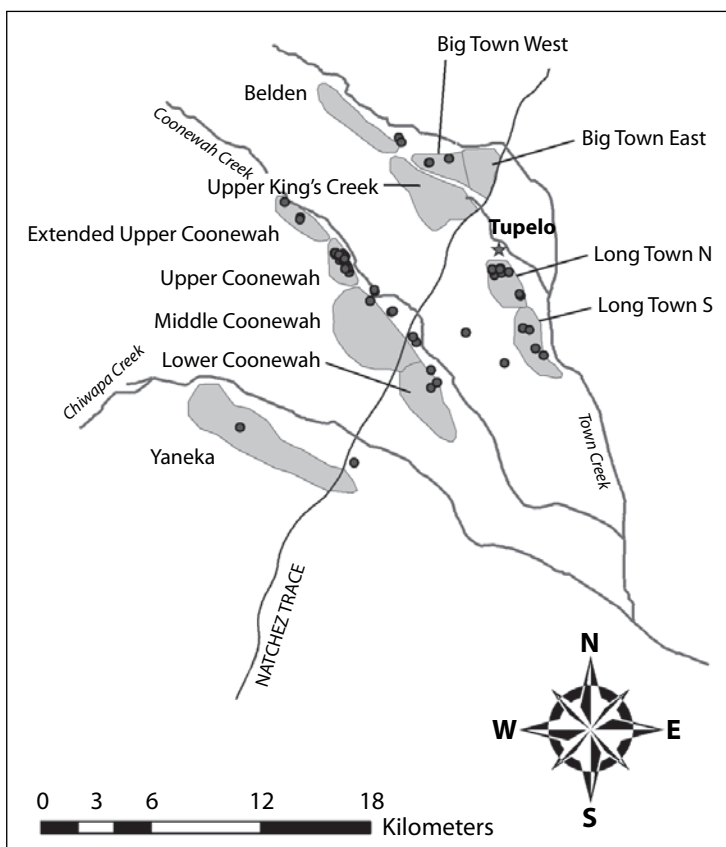 Big Town West
Belden
Coonewah Creek
Big Town East
Upper King's Creek
Tupelo
Extended Upper Coonewah
Long Town N
Upper Coonewah
Long Town S
Middle Coonewah
Lower Coonewah
Chiwapa Creek
Town Creek
Yaneka
NATCHEZ TRACE
N
W
E
S
0 3 6 12 18
Kilometers